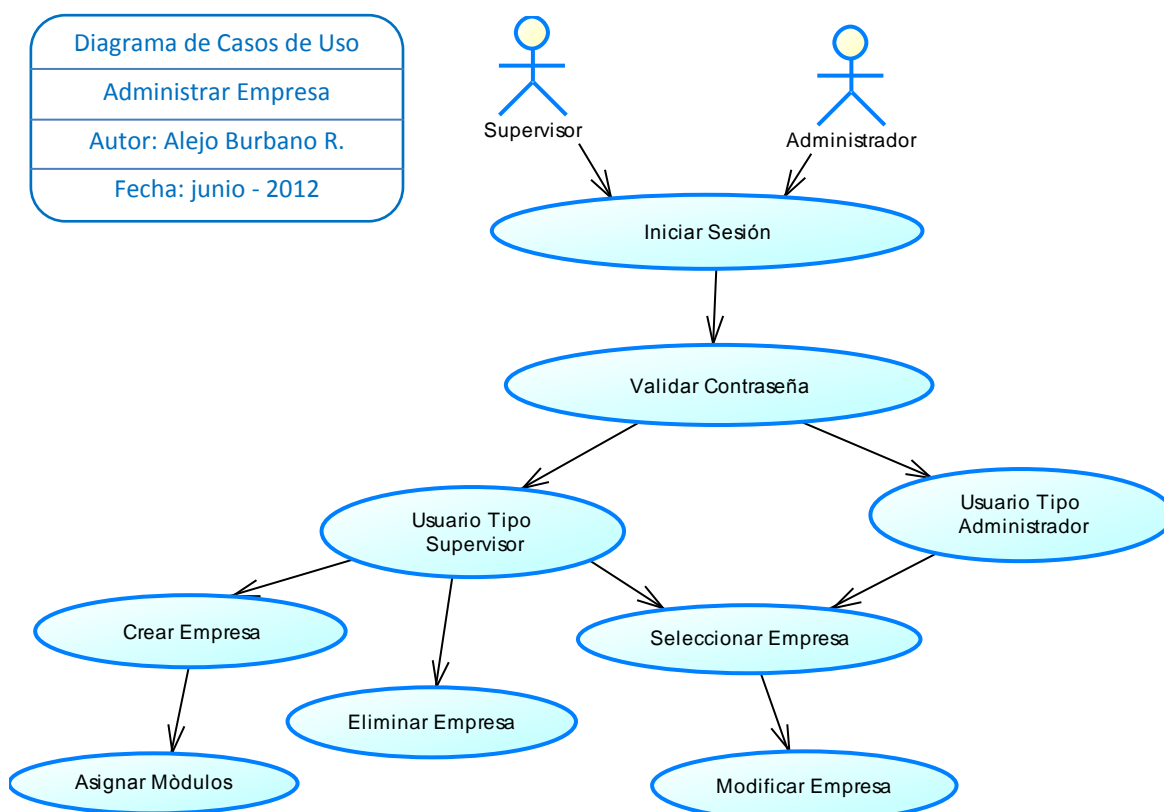 Diagrama de Casos de Uso
Administrar Empresa
Autor: Alejo Burbano R.
Fecha: junio - 2012
Supervisor
Administrador
Iniciar Sesión
Validar Contraseña
Usuario Tipo
Supervisor
Usuario Tipo
Administrador
Crear Empresa
Seleccionar Empresa
Eliminar Empresa
Asignar Mòdulos
Modificar Empresa